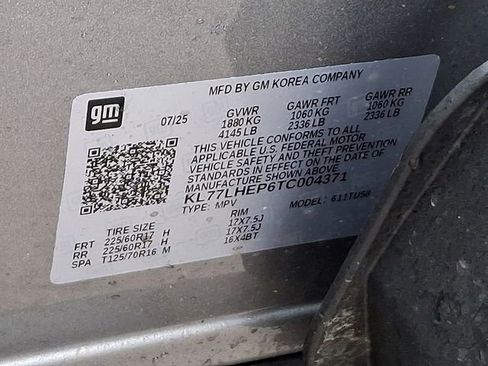 MFD BY GM KOREA COMPANY
gm
07/25 GVWR GAWR FRT GAWR RR
1880 KG 1060 KG 1060 KG
4145 LB 2336 LB 2336 LB
THIS VEHICLE CONFORMS TO ALL
APPLICABLE U.S. FEDERAL MOTOR
VEHICLE SAFETY AND THEFT PREVENTION
STANDARDS IN EFFECT ON THE DATE OF
MANUFACTURE SHOWN ABOVE.
KL77LHEP6TC004371
TYPE: MPV MODEL: 611TU58
TIRE SIZE RIM
FRT 225/60R17 H 17X7.5J
RR 225/60R17 H 17X7.5J
SPA T125/70R16 M 16X4BT